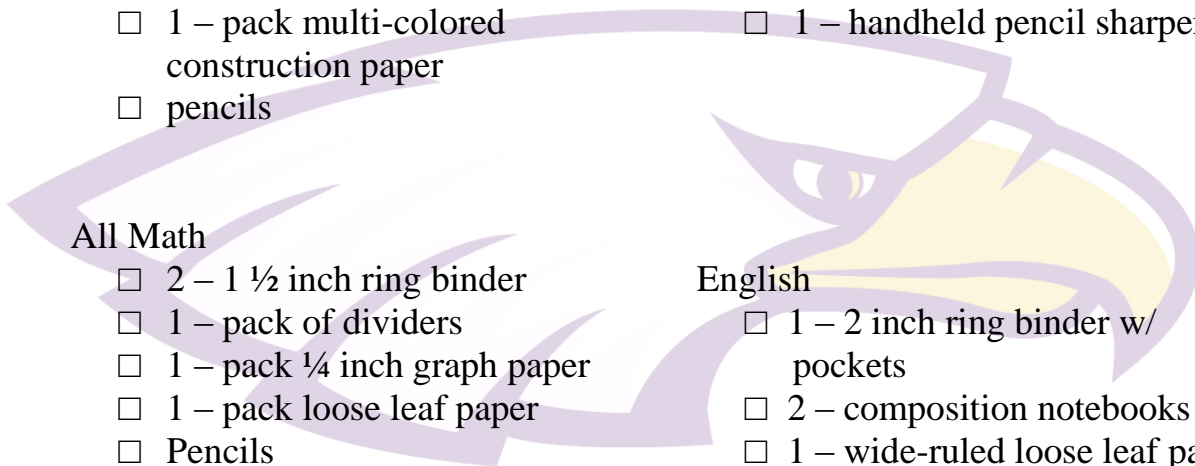 ☐ 1 – pack multi-colored
construction paper
☐ pencils
All Math
☐ 2 – 1 ½ inch ring binder
☐ 1 – pack of dividers
☐ 1 – pack ¼ inch graph paper
☐ 1 – pack loose leaf paper
☐ Pencils
☐ 1 – handheld pencil
English
☐ 1 – 2 inch ring binder w/
pockets
☐ 2 – composition notebooks
☐ 1 – wide-ruled loose leaf